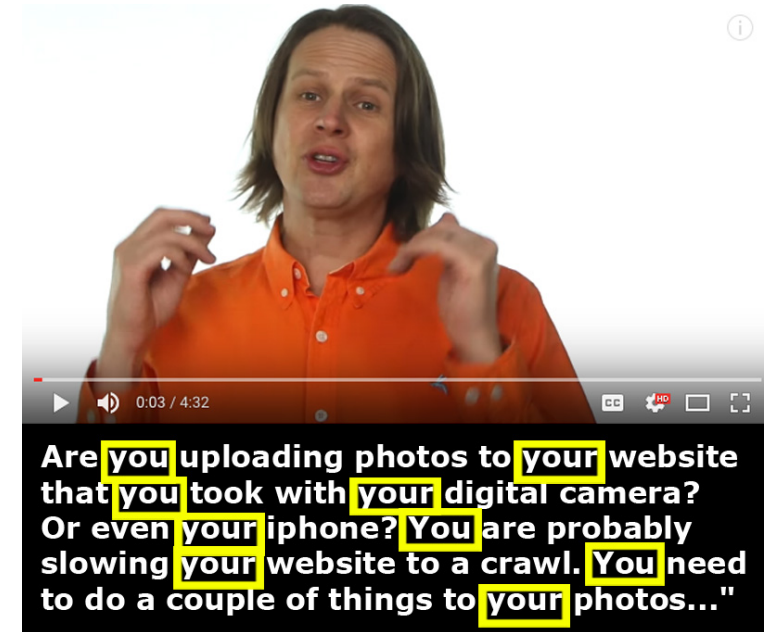 0:03 / 4:32
CC
HD
Are you uploading photos to your website
that you took with your digital camera?
Or even your iphone? You are probably
slowing your website to a crawl. You need
to do a couple of things to your photos..."